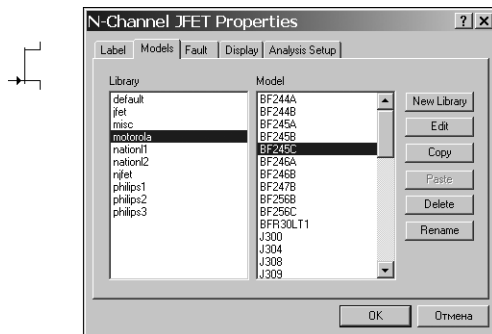 N-Channel JFET Properties
Label Models Fault Display Analysis Setup
Library
default
jfet
misc
motorola
nationl1
nationl2
njfet
philips1
philips2
philips3
Model
BF244A
BF244B
BF245A
BF245B
BF245C
BF246A
BF246B
BF247B
BF256B
BF256C
BFR30LT1
J300
J304
J308
J309
New Library
Edit
Copy
Paste
Delete
Rename
OK Отмена